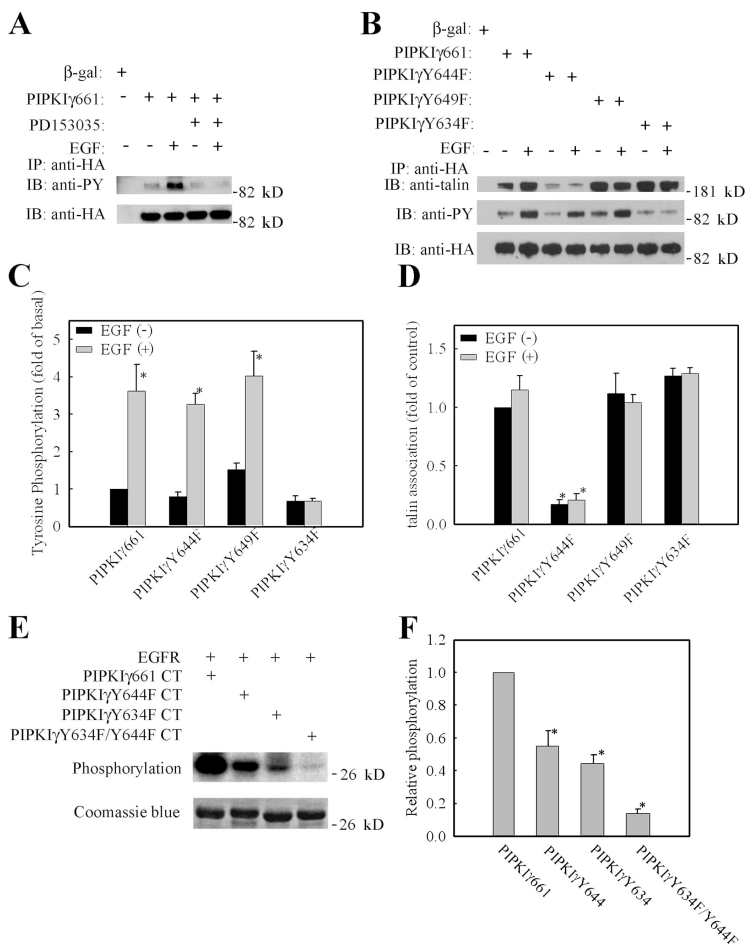 A
β-gal: +
PIPKIγ661: - + + + +
PD153035: + +
EGF: - - + - +
IP: anti-HA
IB: anti-PY
-82 kD
IB: anti-HA
-82 kD
B
β-gal: +
PIPKIγ661: + +
PIPKIγY644F: + +
PIPKIγY649F: + +
PIPKIγY634F: + +
EGF: - - + - + - + - +
IP: anti-HA
IB: anti-talin
-181 kD
IB: anti-PY
-82 kD
IB: anti-HA
-82 kD
C
Tyrosine Phosphorylation (fold of basal)
5
4
3
2
1
0
EGF (-)
EGF (+)
* * *
PIPKIγ661
PIPKIγY644F
PIPKIγY649F
PIPKIγY634F
D
talin association (fold of control)
1.5
1.0
0.5
0.0
EGF (-)
EGF (+)
* *
PIPKIγ661
PIPKIγY644F
PIPKIγY649F
PIPKIγY634F
E
EGFR + + + +
PIPKIγ661 CT +
PIPKIγY644F CT +
PIPKIγY634F CT +
PIPKIγY634F/Y644F CT +
Phosphorylation
-26 kD
Coomassie blue
-26 kD
F
Relative phosphorylation
1.2
1.0
0.8
0.6
0.4
0.2
0.0
* * *
PIPKIγ661
PIPKIγY644
PIPKIγY634
PIPKIγY634F/Y644F